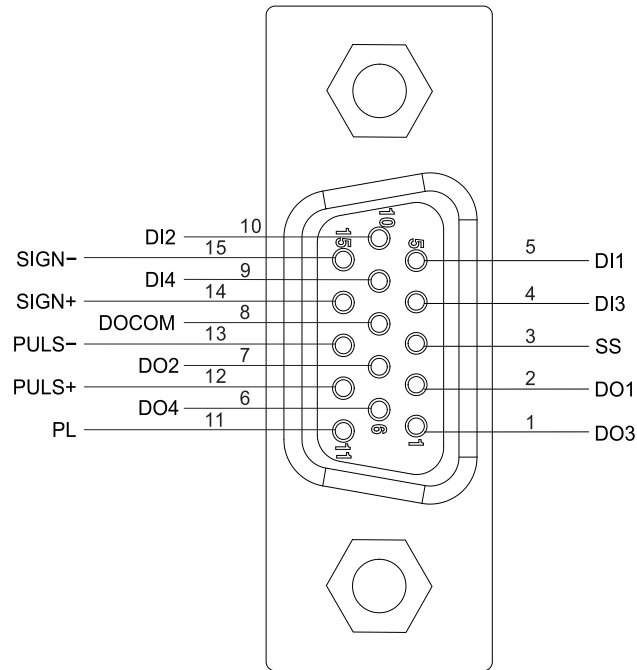 DI2 10
SIGN− 15
DI4 9
SIGN+ 14
DOCOM 8
PULS− 13
DO2 7
PULS+ 12
DO4 6
PL 11
15
10
5
11
6
1
5 DI1
4 DI3
3 SS
2 DO1
1 DO3